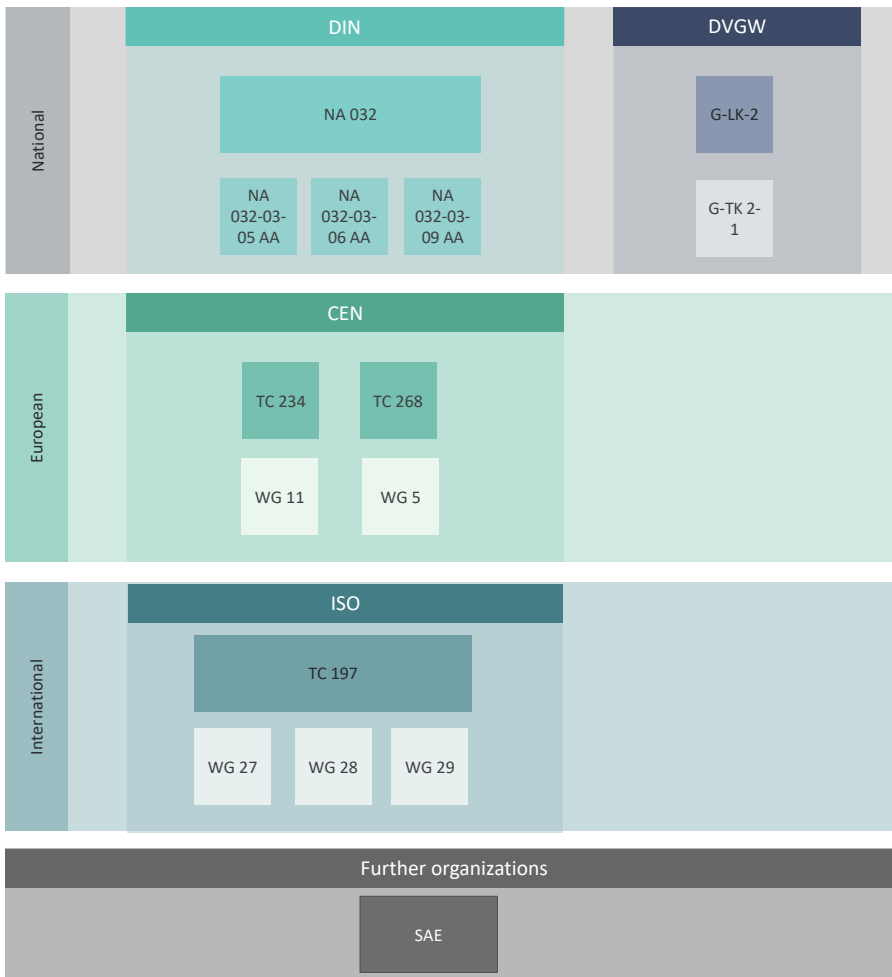 National
DIN
DVGW
NA 032
G-LK-2
NA
032-03-
05 AA
NA
032-03-
06 AA
NA
032-03-
09 AA
G-TK 2-
1
European
CEN
TC 234
TC 268
WG 11
WG 5
International
ISO
TC 197
WG 27
WG 28
WG 29
Further organizations
SAE